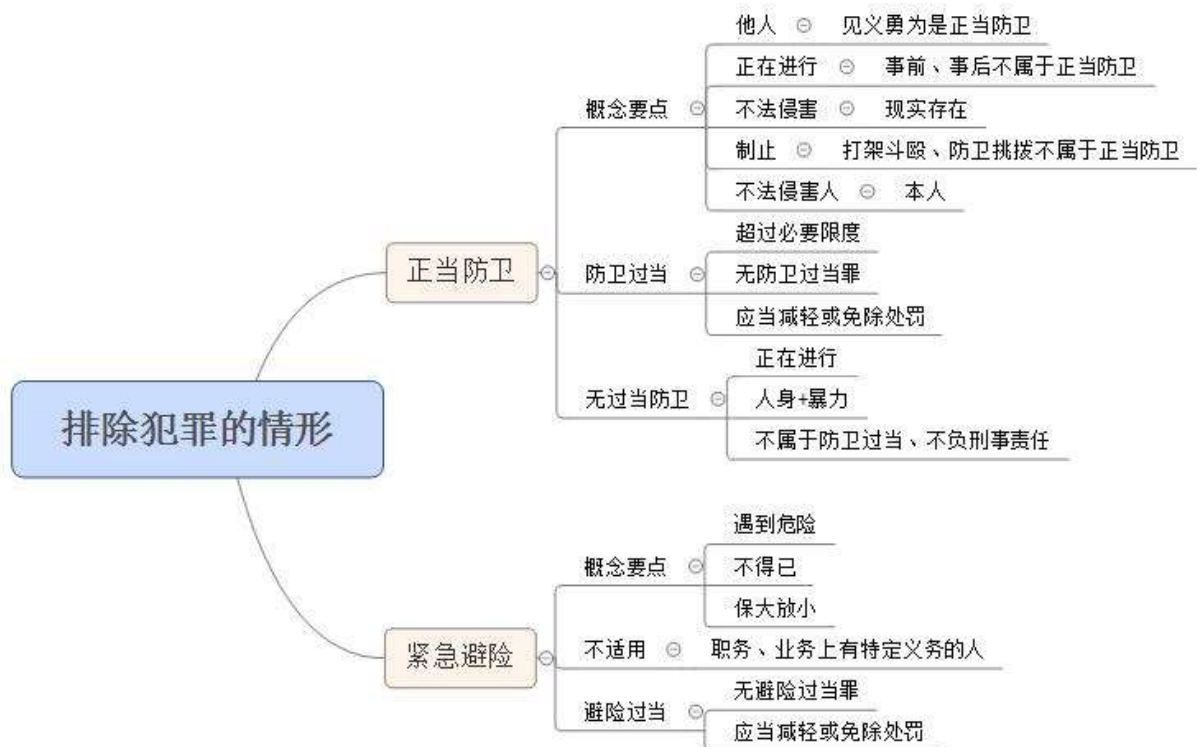 排除犯罪的情形
正当防卫
概念要点
他人 见义勇为是正当防卫
正在进行 事前、事后不属于正当防卫
不法侵害 现实存在
制止 打架斗殴、防卫挑拨不属于正当防卫
不法侵害人 本人
防卫过当
超过必要限度
无防卫过当罪
应当减轻或免除处罚
无过当防卫
正在进行
人身+暴力
不属于防卫过当、不负刑事责任
紧急避险
概念要点
遇到危险
不得已
保大放小
不适用 职务、业务上有特定义务的人
避险过当
无避险过当罪
应当减轻或免除处罚